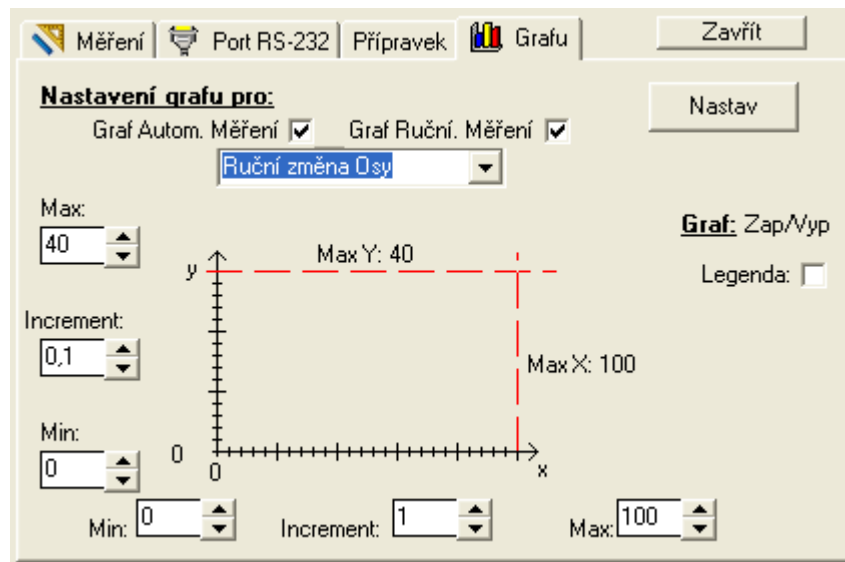 Měření Port RS-232 Přípravek Grafu Zavřít
Nastavení grafu pro: Nastav
Graf Autom. Měření Graf Ruční. Měření
Ruční změna Osy
Max:
40
Graf: Zap/Vyp
Max Y: 40
y
Legenda:
Increment:
0,1
Max X: 100
Min:
0
0
0
x
Min: 0 Increment: 1 Max: 100